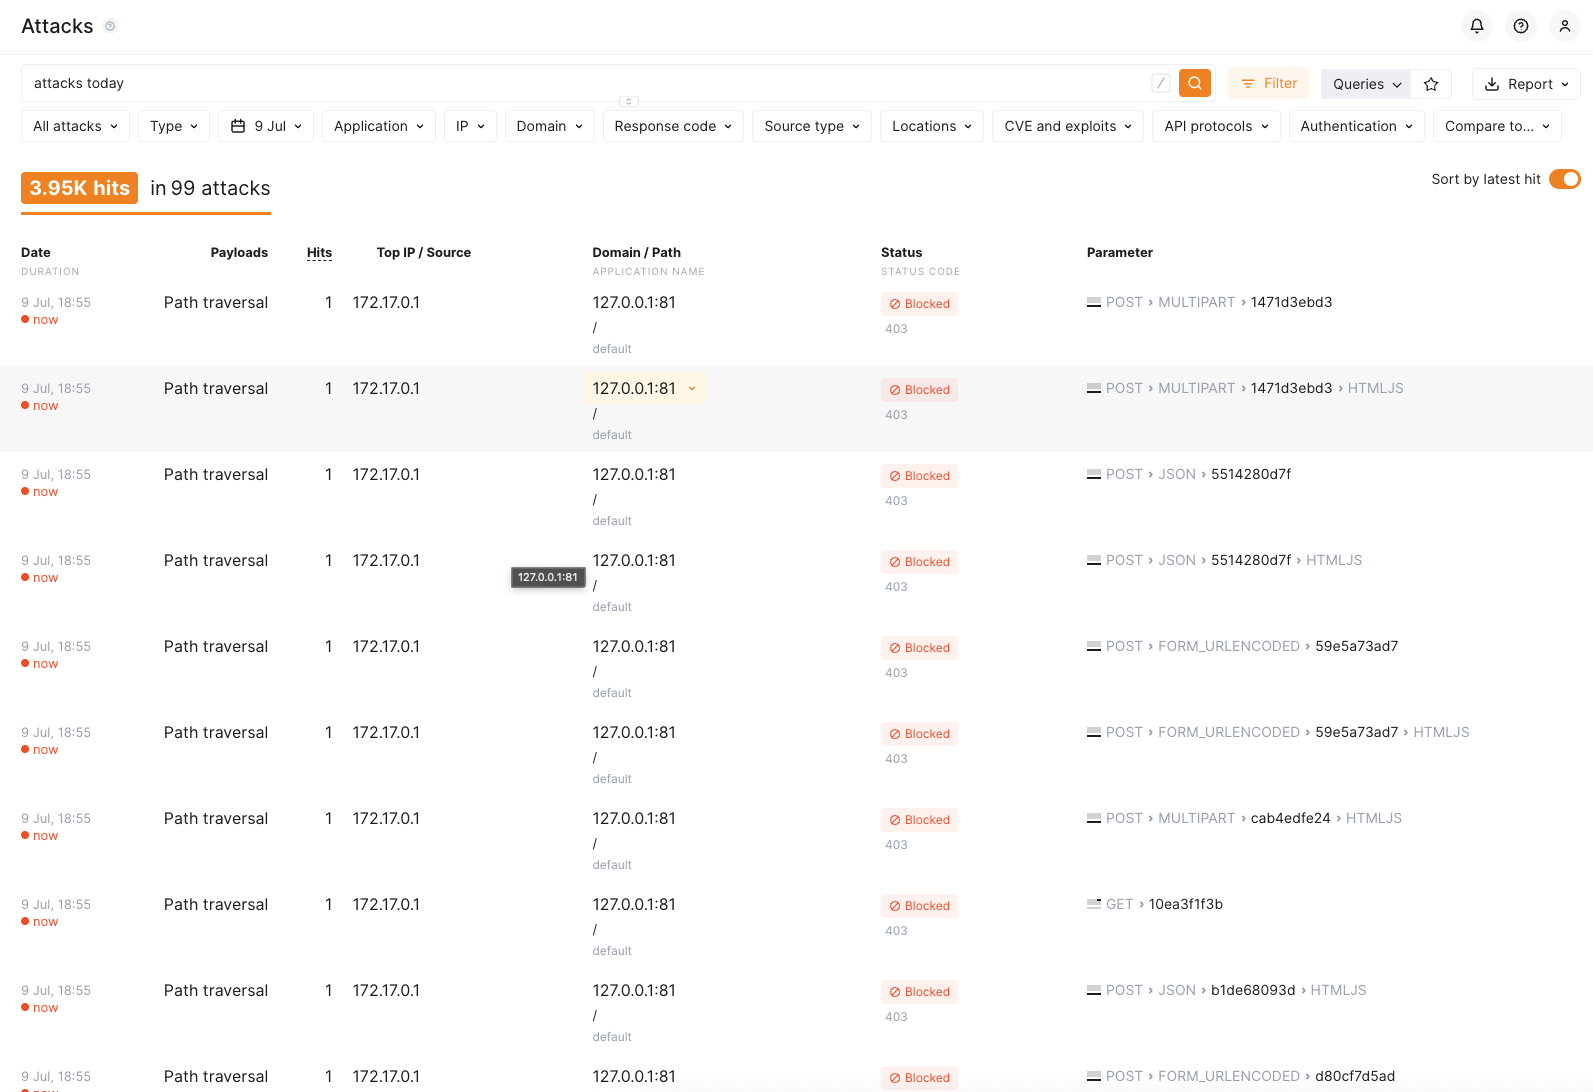 Attacks
attacks today /
Filter Queries Report
All attacks Type 9 Jul Application IP Domain Response code Source type Locations CVE and exploits API protocols Authentication Compare to...
3.95K hits in 99 attacks
Sort by latest hit
Date Payloads Hits Top IP / Source Domain / Path Status Parameter
DURATION APPLICATION NAME STATUS CODE
9 Jul, 18:55 Path traversal 1 172.17.0.1 127.0.0.1:81 Blocked POST › MULTIPART › 1471d3ebd3
now / 403
default
9 Jul, 18:55 Path traversal 1 172.17.0.1 127.0.0.1:81 Blocked POST › MULTIPART › 1471d3ebd3 › HTMLJS
now / 403
default
9 Jul, 18:55 Path traversal 1 172.17.0.1 127.0.0.1:81 Blocked POST › JSON › 5514280d7f
now / 403
default
9 Jul, 18:55 Path traversal 1 172.17.0.1 127.0.0.1:81 Blocked POST › JSON › 5514280d7f › HTMLJS
now 127.0.0.1:81 / 403
default
9 Jul, 18:55 Path traversal 1 172.17.0.1 127.0.0.1:81 Blocked POST › FORM_URLENCODED › 59e5a73ad7
now / 403
default
9 Jul, 18:55 Path traversal 1 172.17.0.1 127.0.0.1:81 Blocked POST › FORM_URLENCODED › 59e5a73ad7 › HTMLJS
now / 403
default
9 Jul, 18:55 Path traversal 1 172.17.0.1 127.0.0.1:81 Blocked POST › MULTIPART › cab4edfe24 › HTMLJS
now / 403
default
9 Jul, 18:55 Path traversal 1 172.17.0.1 127.0.0.1:81 Blocked GET › 10ea3f1f3b
now / 403
default
9 Jul, 18:55 Path traversal 1 172.17.0.1 127.0.0.1:81 Blocked POST › JSON › b1de68093d › HTMLJS
now / 403
default
9 Jul, 18:55 Path traversal 1 172.17.0.1 127.0.0.1:81 Blocked POST › FORM_URLENCODED › d80cf7d5ad